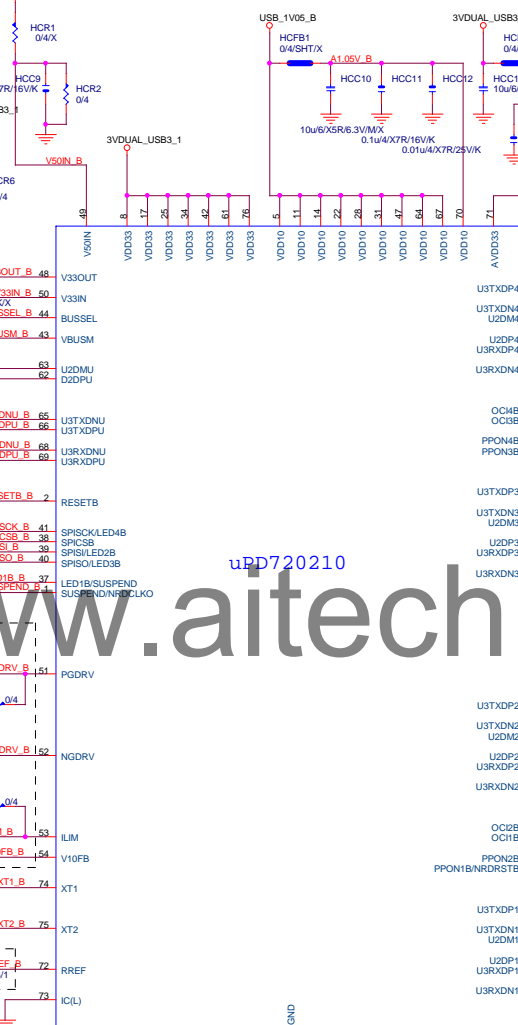 USB_1V05_B
3VDUAL_USB3
HCR1
0/4/X
HCFB1
0/4/SHT/X
A1.05V_B
HCC9
7R/16V/K
HCR2
0/4
HCC10
HCC11
HCC12
10u/6/X5R/6.3V/M/X
0.1u/4/X7R/16V/K
0.01u/4/X7R/25V/K
3VDUAL_USB3_1
V50IN_B
49
8
17
25
34
42
61
76
5
11
14
22
28
31
47
64
67
70
71
V50IN
VDD33
VDD33
VDD33
VDD33
VDD33
VDD33
VDD33
VDD10
VDD10
VDD10
VDD10
VDD10
VDD10
VDD10
VDD10
VDD10
VDD10
AVDD33
48 V33OUT
50 V33IN
44 BUSSEL
43 VBUSM
63 U2DMU
62 D2DPU
65 U3TXDNU
66 U3TXDPU
68 U3RXDNU
69 U3RXDPU
2 RESETB
41 SPISCK/LED4B
38 SPICSB
39 SPISI/LED2B
40 SPISO/LED3B
37 LED1B/SUSPEND
1 SUSPEND/NRDCLKO
51 PGDRV
0/4
52 NGDRV
0/4
53 ILIM
54 V10FB
XT1_B 74 XT1
XT2_B 75 XT2
72 RREF
73 IC(L)
uPD720210
w.aitech
U3TXDP4
U3TXDN4
U2DM4
U2DP4
U3RXDP4
U3RXDN4
OCI4B
OCI3B
PPON4B
PPON3B
U3TXDP3
U3TXDN3
U2DM3
U2DP3
U3RXDP3
U3RXDN3
U3TXDP2
U3TXDN2
U2DM2
U2DP2
U3RXDP2
U3RXDN2
OCI2B
OCI1B
PPON2B
PPON1B/NRDRSTB
U3TXDP1
U3TXDN1
U2DM1
U2DP1
U3RXDP1
U3RXDN1
GND